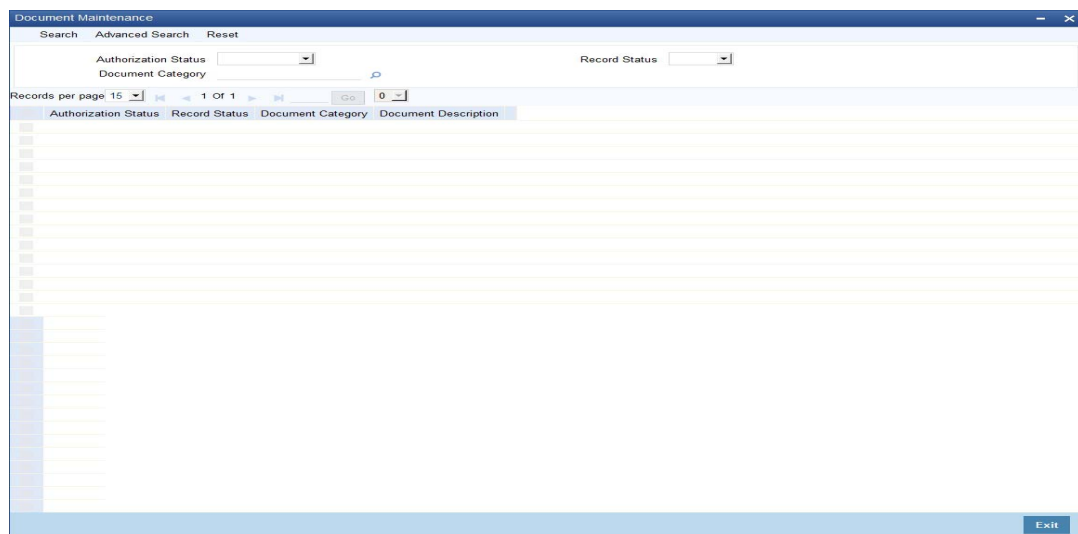 Document Maintenance
Search Advanced Search Reset
Authorization Status Record Status
Document Category
Records per page 15 1 Of 1 Go 0
Authorization Status Record Status Document Category Document Description
Exit